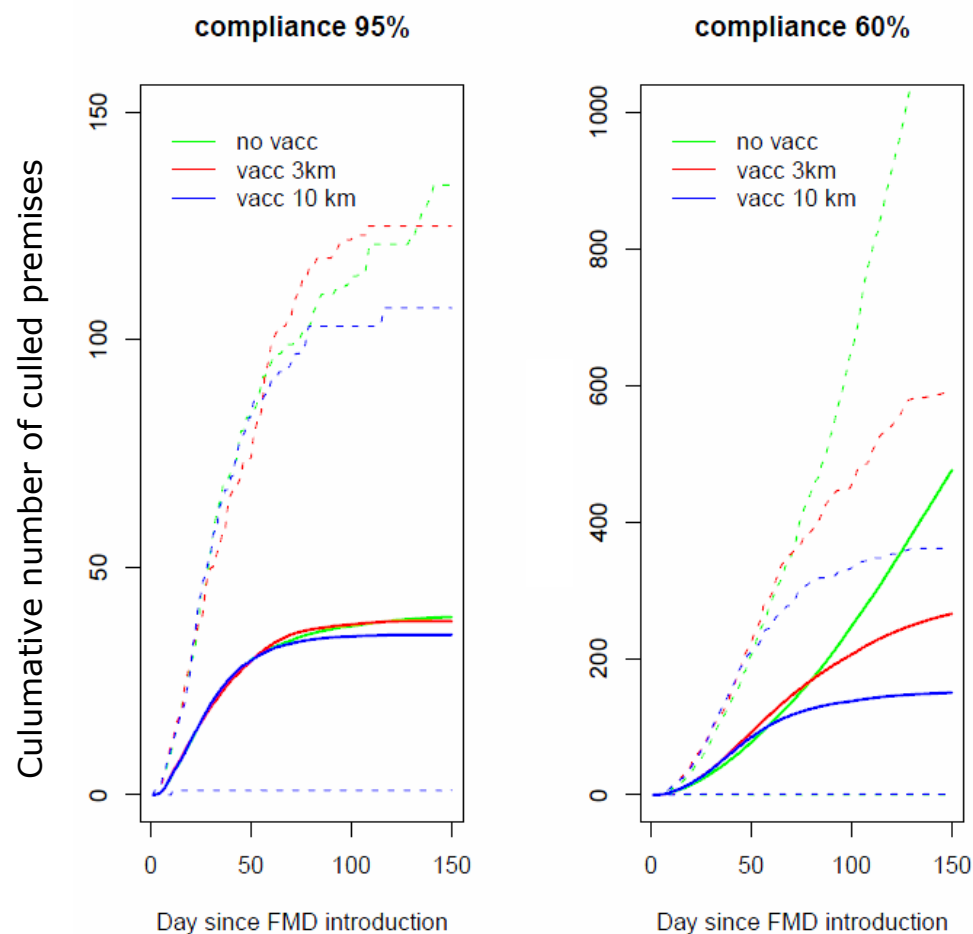 compliance 95%
compliance 60%
Culumative number of culled premises
150
100
50
0
no vacc
vacc 3km
vacc 10 km
0 50 100 150
Day since FMD introduction
1000
800
600
400
200
0
no vacc
vacc 3km
vacc 10 km
0 50 100 150
Day since FMD introduction